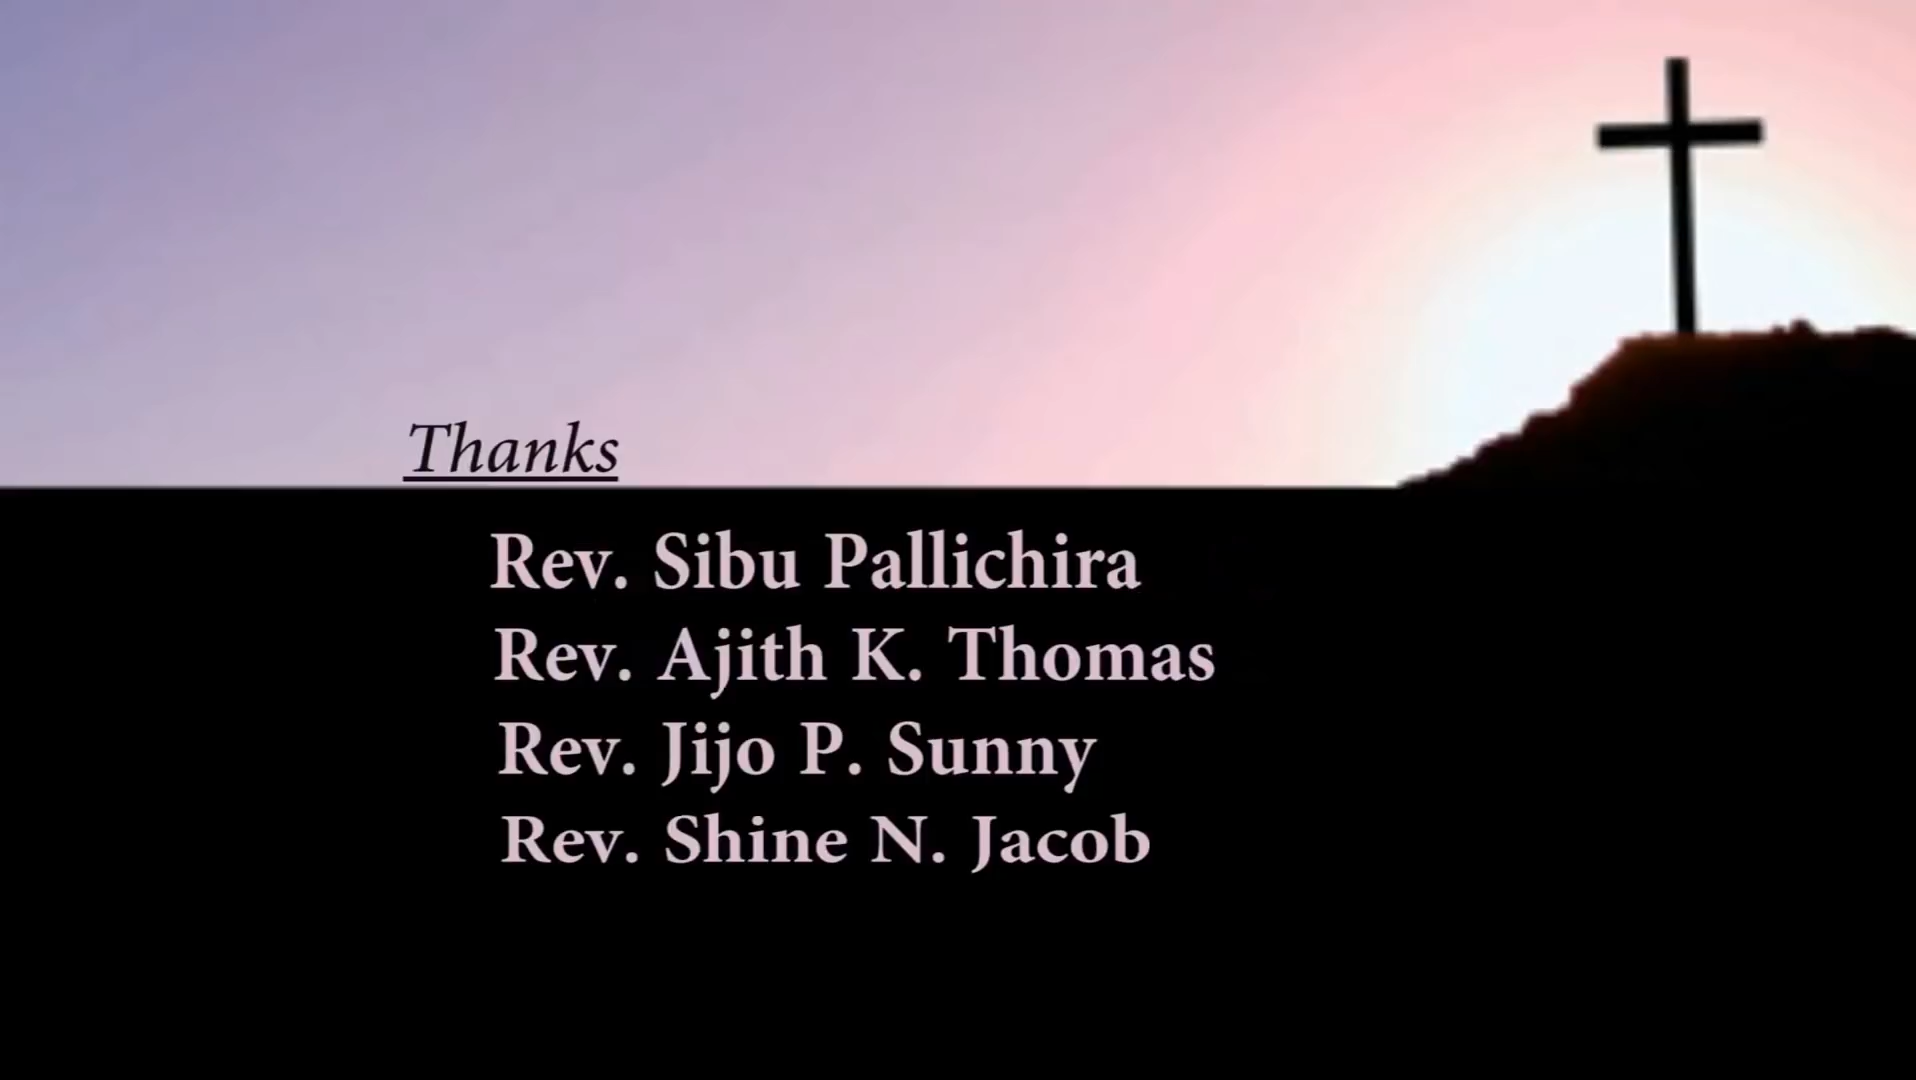 Thanks
Rev. Sibu Pallichira
Rev. Ajith K. Thomas
Rev. Jijo P. Sunny
Rev. Shine N. Jacob